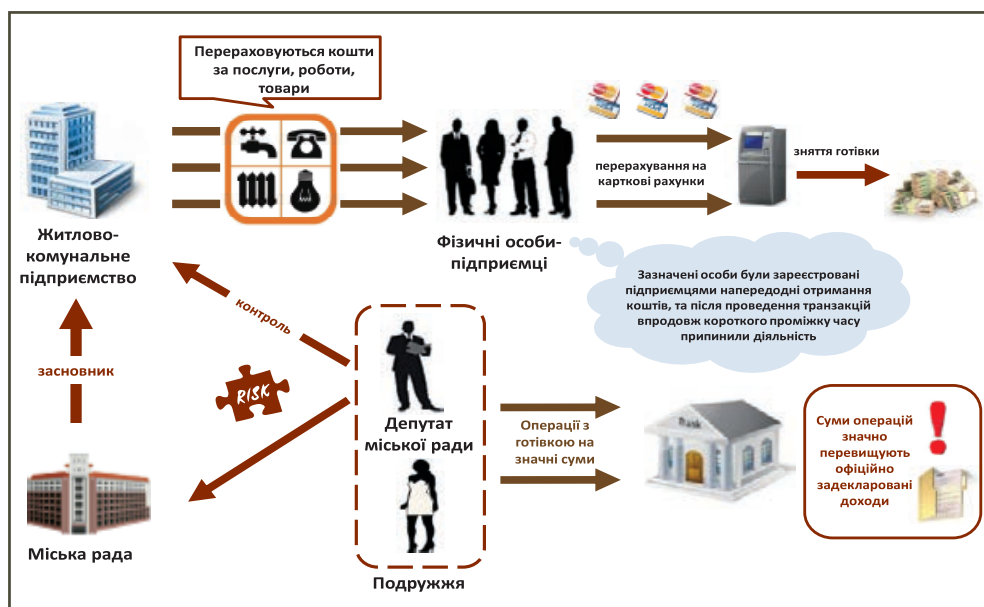 Перераховуються кошти
за послуги, роботи,
товари
Житлово-
комунальне
підприємство
Фізичні особи-
підприємці
перерахування на
карткові рахунки
зняття готівки
Зазначені особи були зареєстровані
підприємцями напередодні отримання
коштів, та після проведення транзакцій
впродовж короткого проміжку часу
припинили діяльність
контроль
засновник
RISK
Депутат
міської ради
Операції з
готівкою на
значні суми
Bank
Суми операцій
значно
перевищують
офіційно
задекларовані
доходи
Міська рада
Подружжя